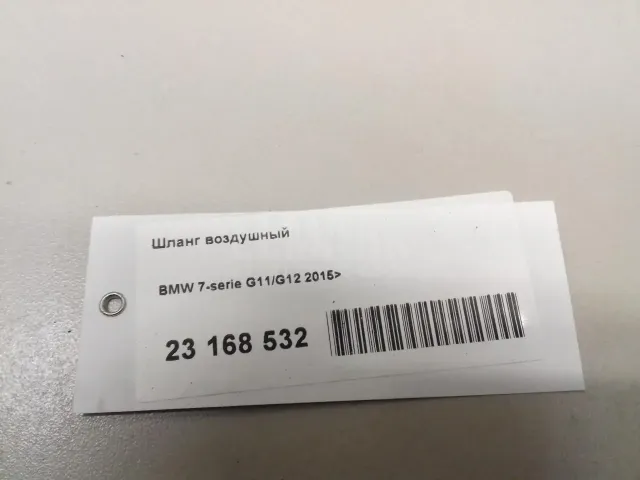 Шланг воздушный
BMW 7-serie G11/G12 2015>
23 168 532